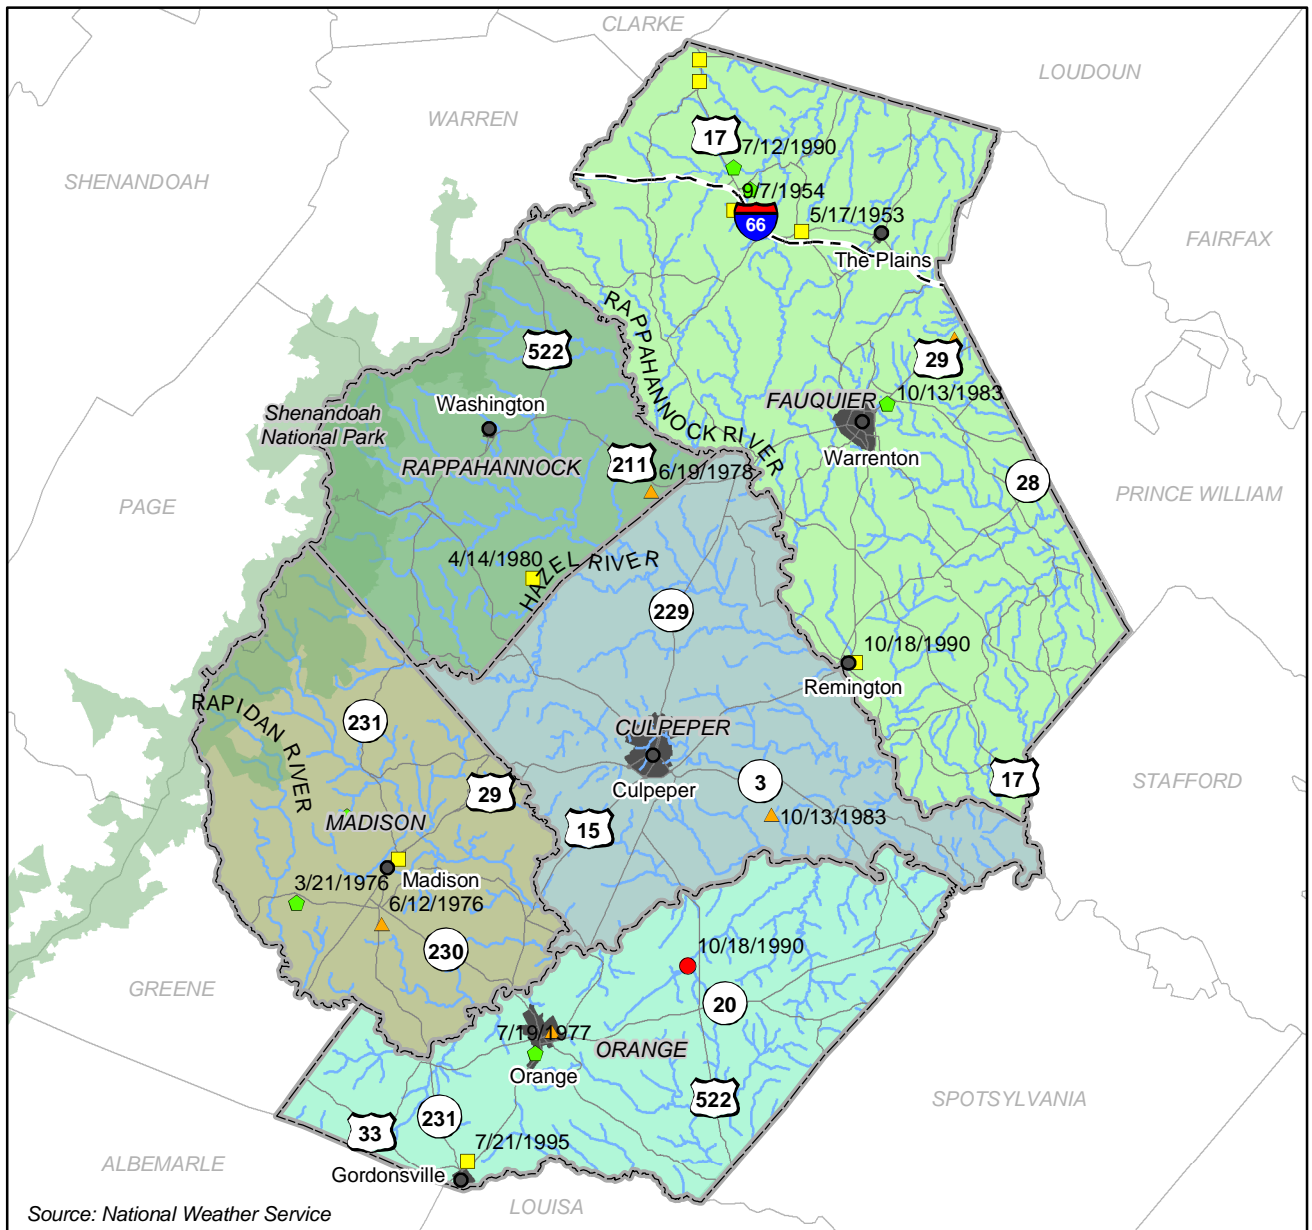 CLARKE
LOUDOUN
WARREN
17
7/12/1990
SHENANDOAH
9/7/1954
5/17/1953
66
FAIRFAX
The Plains
RAPPAHANNOCK RIVER
522
29
10/13/1983
Washington
FAUQUIER
Shenandoah
National Park
Warrenton
RAPPAHANNOCK
211
6/19/1978
28
PRINCE WILLIAM
PAGE
4/14/1980
HAZEL RIVER
229
10/18/1990
Remington
RAPIDAN RIVER
231
CULPEPER
17
STAFFORD
3
29
Culpeper
10/13/1983
MADISON
15
3/21/1976
Madison
6/12/1976
230
10/18/1990
GREENE
20
7/19/1977
ORANGE
Orange
522
SPOTSYLVANIA
231
33
7/21/1995
ALBEMARLE
Gordonsville
LOUISA
Source: National Weather Service